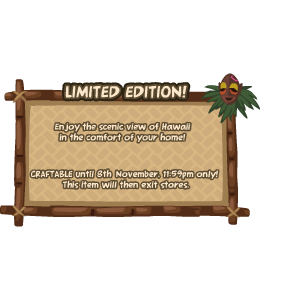 LIMITED EDITION!
Enjoy the scenic view of Hawaii
in the comfort of your home!
CRAFTABLE until 8th November, 11:59pm only!
This item will then exit stores.